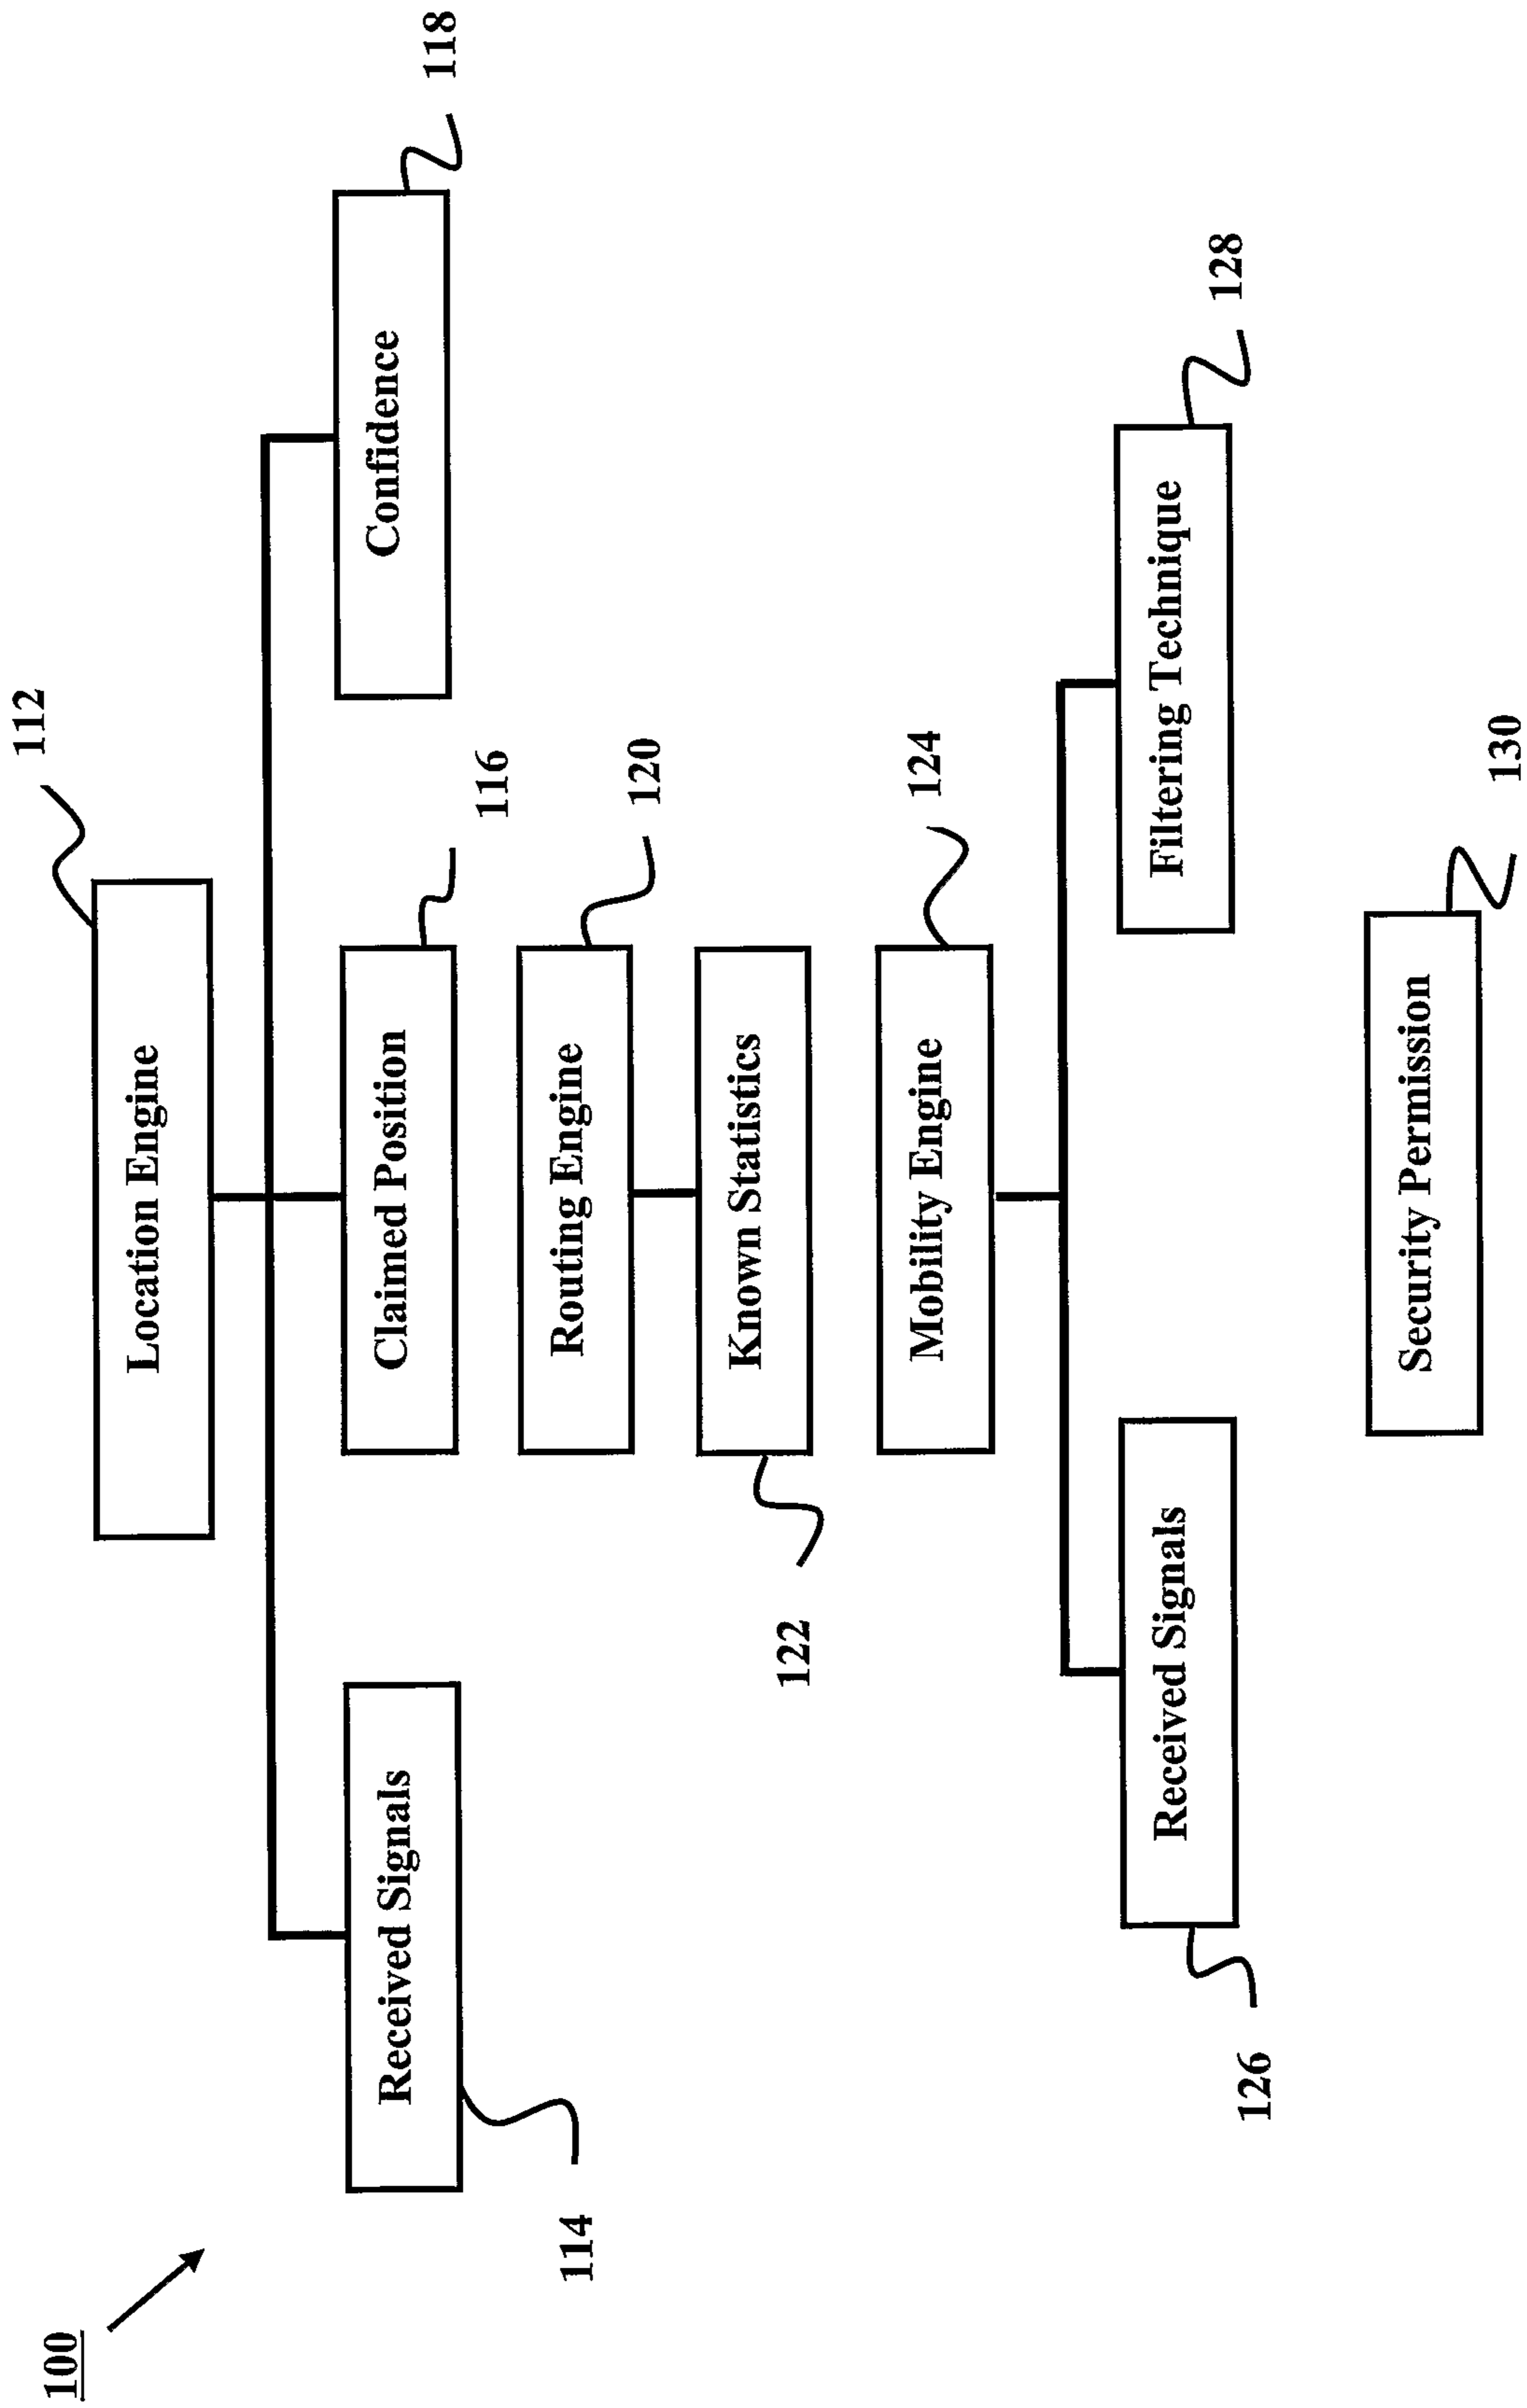 100
112
Location Engine
Received Signals
114
Claimed Position
116
Confidence
118
Routing Engine
120
Known Statistics
122
Mobility Engine
124
Received Signals
126
Filtering Technique
128
Security Permission
130